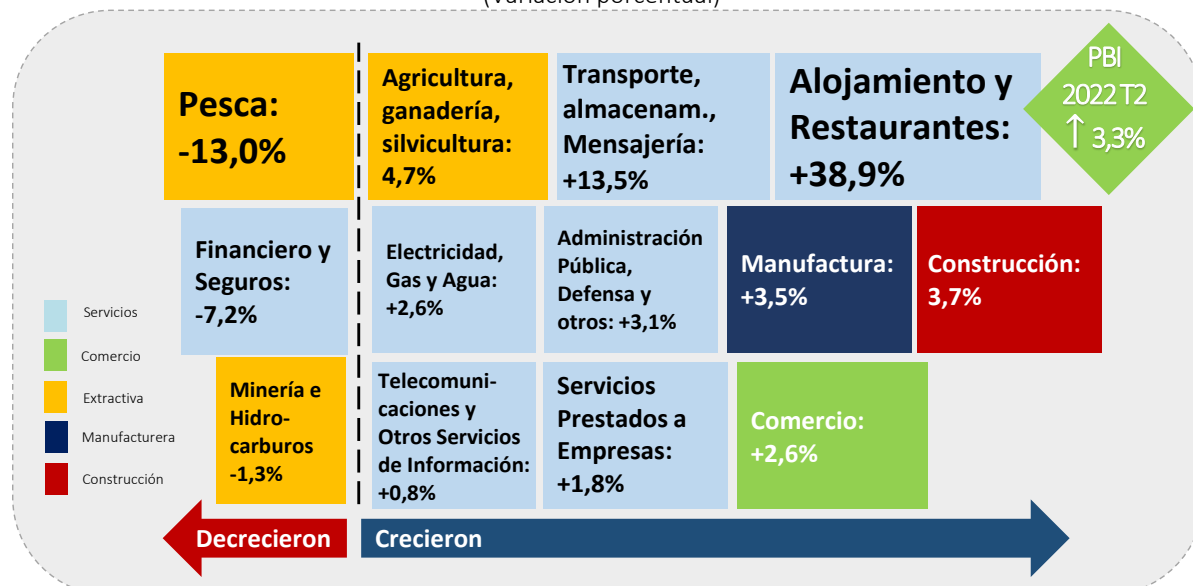 (Variación porcentual)
Pesca:
-13,0%
Agricultura,
ganadería,
silvicultura:
4,7%
Transporte,
almacenam.,
Mensajería:
+13,5%
Alojamiento y
Restaurantes:
+38,9%
PBI
2022 T2
↑ 3,3%
Financiero y
Seguros:
-7,2%
Electricidad,
Gas y Agua:
+2,6%
Administración
Pública,
Defensa y
otros: +3,1%
Manufactura:
+3,5%
Construcción:
3,7%
Servicios
Comercio
Extractiva
Manufacturera
Construcción
Minería e
Hidro-
carburos
-1,3%
Telecomuni-
caciones y
Otros Servicios
de Información:
+0,8%
Servicios
Prestados a
Empresas:
+1,8%
Comercio:
+2,6%
Decrecieron
Crecieron